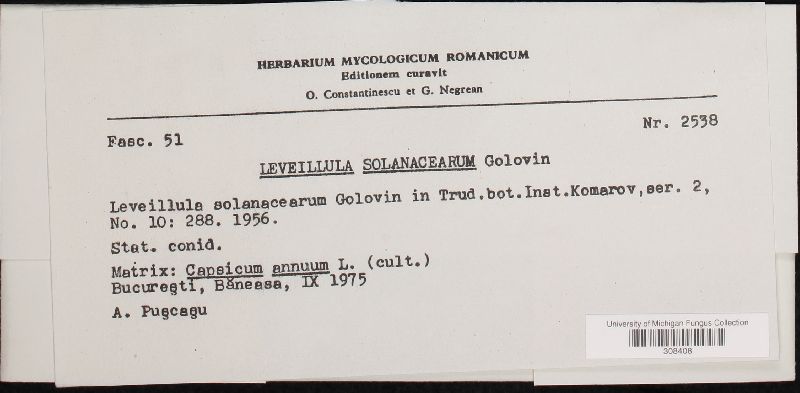 HERBARIUM MYCOLOGICUM ROMANICUM
Editionem curavit
O. Constantinescu et G. Negrean
Fasc. 51
Nr. 2538
LEVEILLULA SOLANACEARUM Golovin
Leveillula solanacearum Golovin in Trud.bot.Inst.Komarov,ser. 2,
No. 10: 288. 1956.
Stat. conid.
Matrix: Capsicum annuum L. (cult.)
Bucureşti, Băneasa, IX 1975
A. Puşcaşu
University of Michigan Fungus Collection
308408